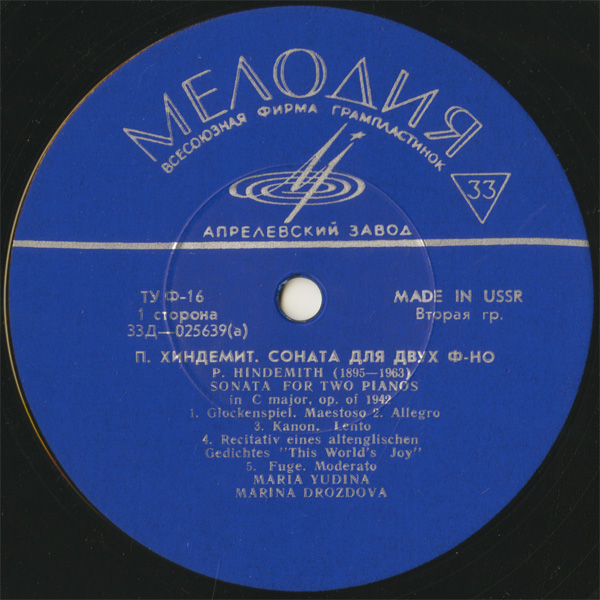 МЕЛОДИЯ
ВСЕСОЮЗНАЯ ФИРМА ГРАМПЛАСТИНОК
33
АПРЕЛЕВСКИЙ ЗАВОД
ТУ Ф-16
MADE IN USSR
1 сторона
Вторая гр.
33Д—025639(а)
П. ХИНДЕМИТ. СОНАТА ДЛЯ ДВУХ Ф-НО
P. HINDEMITH (1895—1963)
SONATA FOR TWO PIANOS
in C major, op. of 1942
1. Glockenspiel. Maestoso 2. Allegro
3. Kanon. Lento
4. Recitativ eines altenglischen
Gedichtes "This World's Joy"
5. Fuge. Moderato
MARIA YUDINA
MARINA DROZDOVA